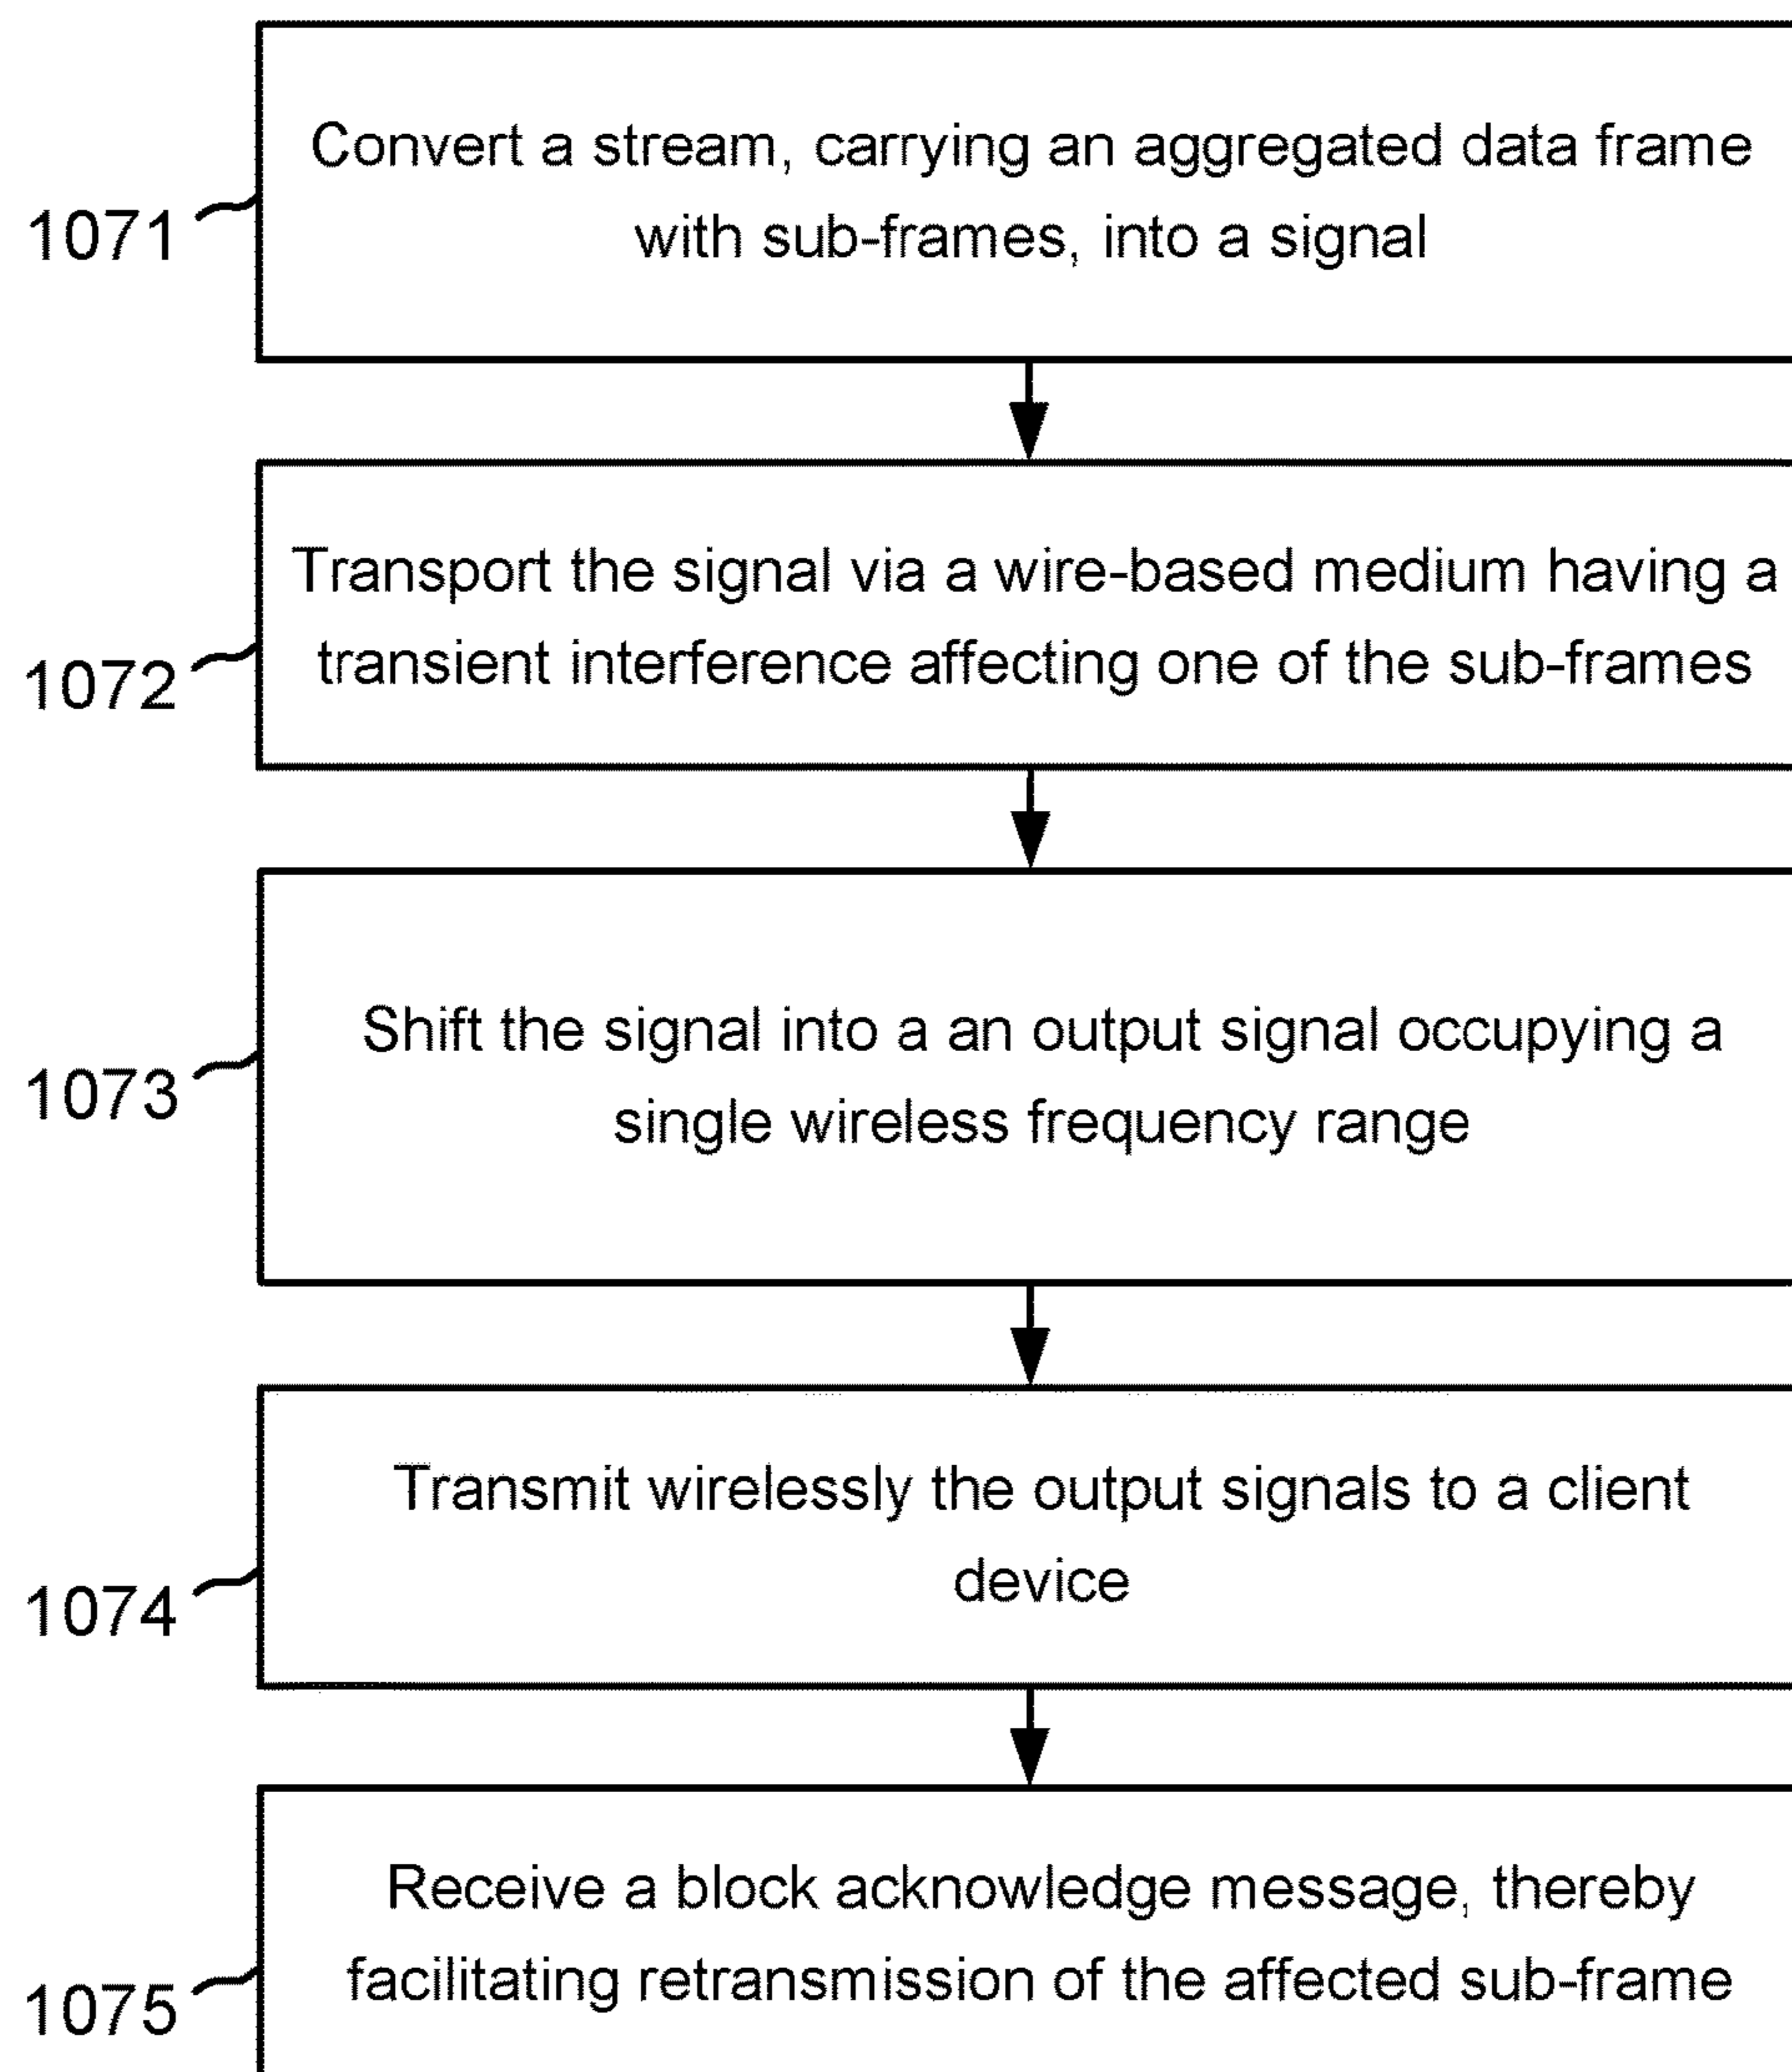 Convert a stream, carrying an aggregated data frame
with sub-frames, into a signal
1071
Transport the signal via a wire-based medium having a
transient interference affecting one of the sub-frames
1072
Shift the signal into a an output signal occupying a
single wireless frequency range
1073
Transmit wirelessly the output signals to a client
device
1074
Receive a block acknowledge message, thereby
facilitating retransmission of the affected sub-frame
1075